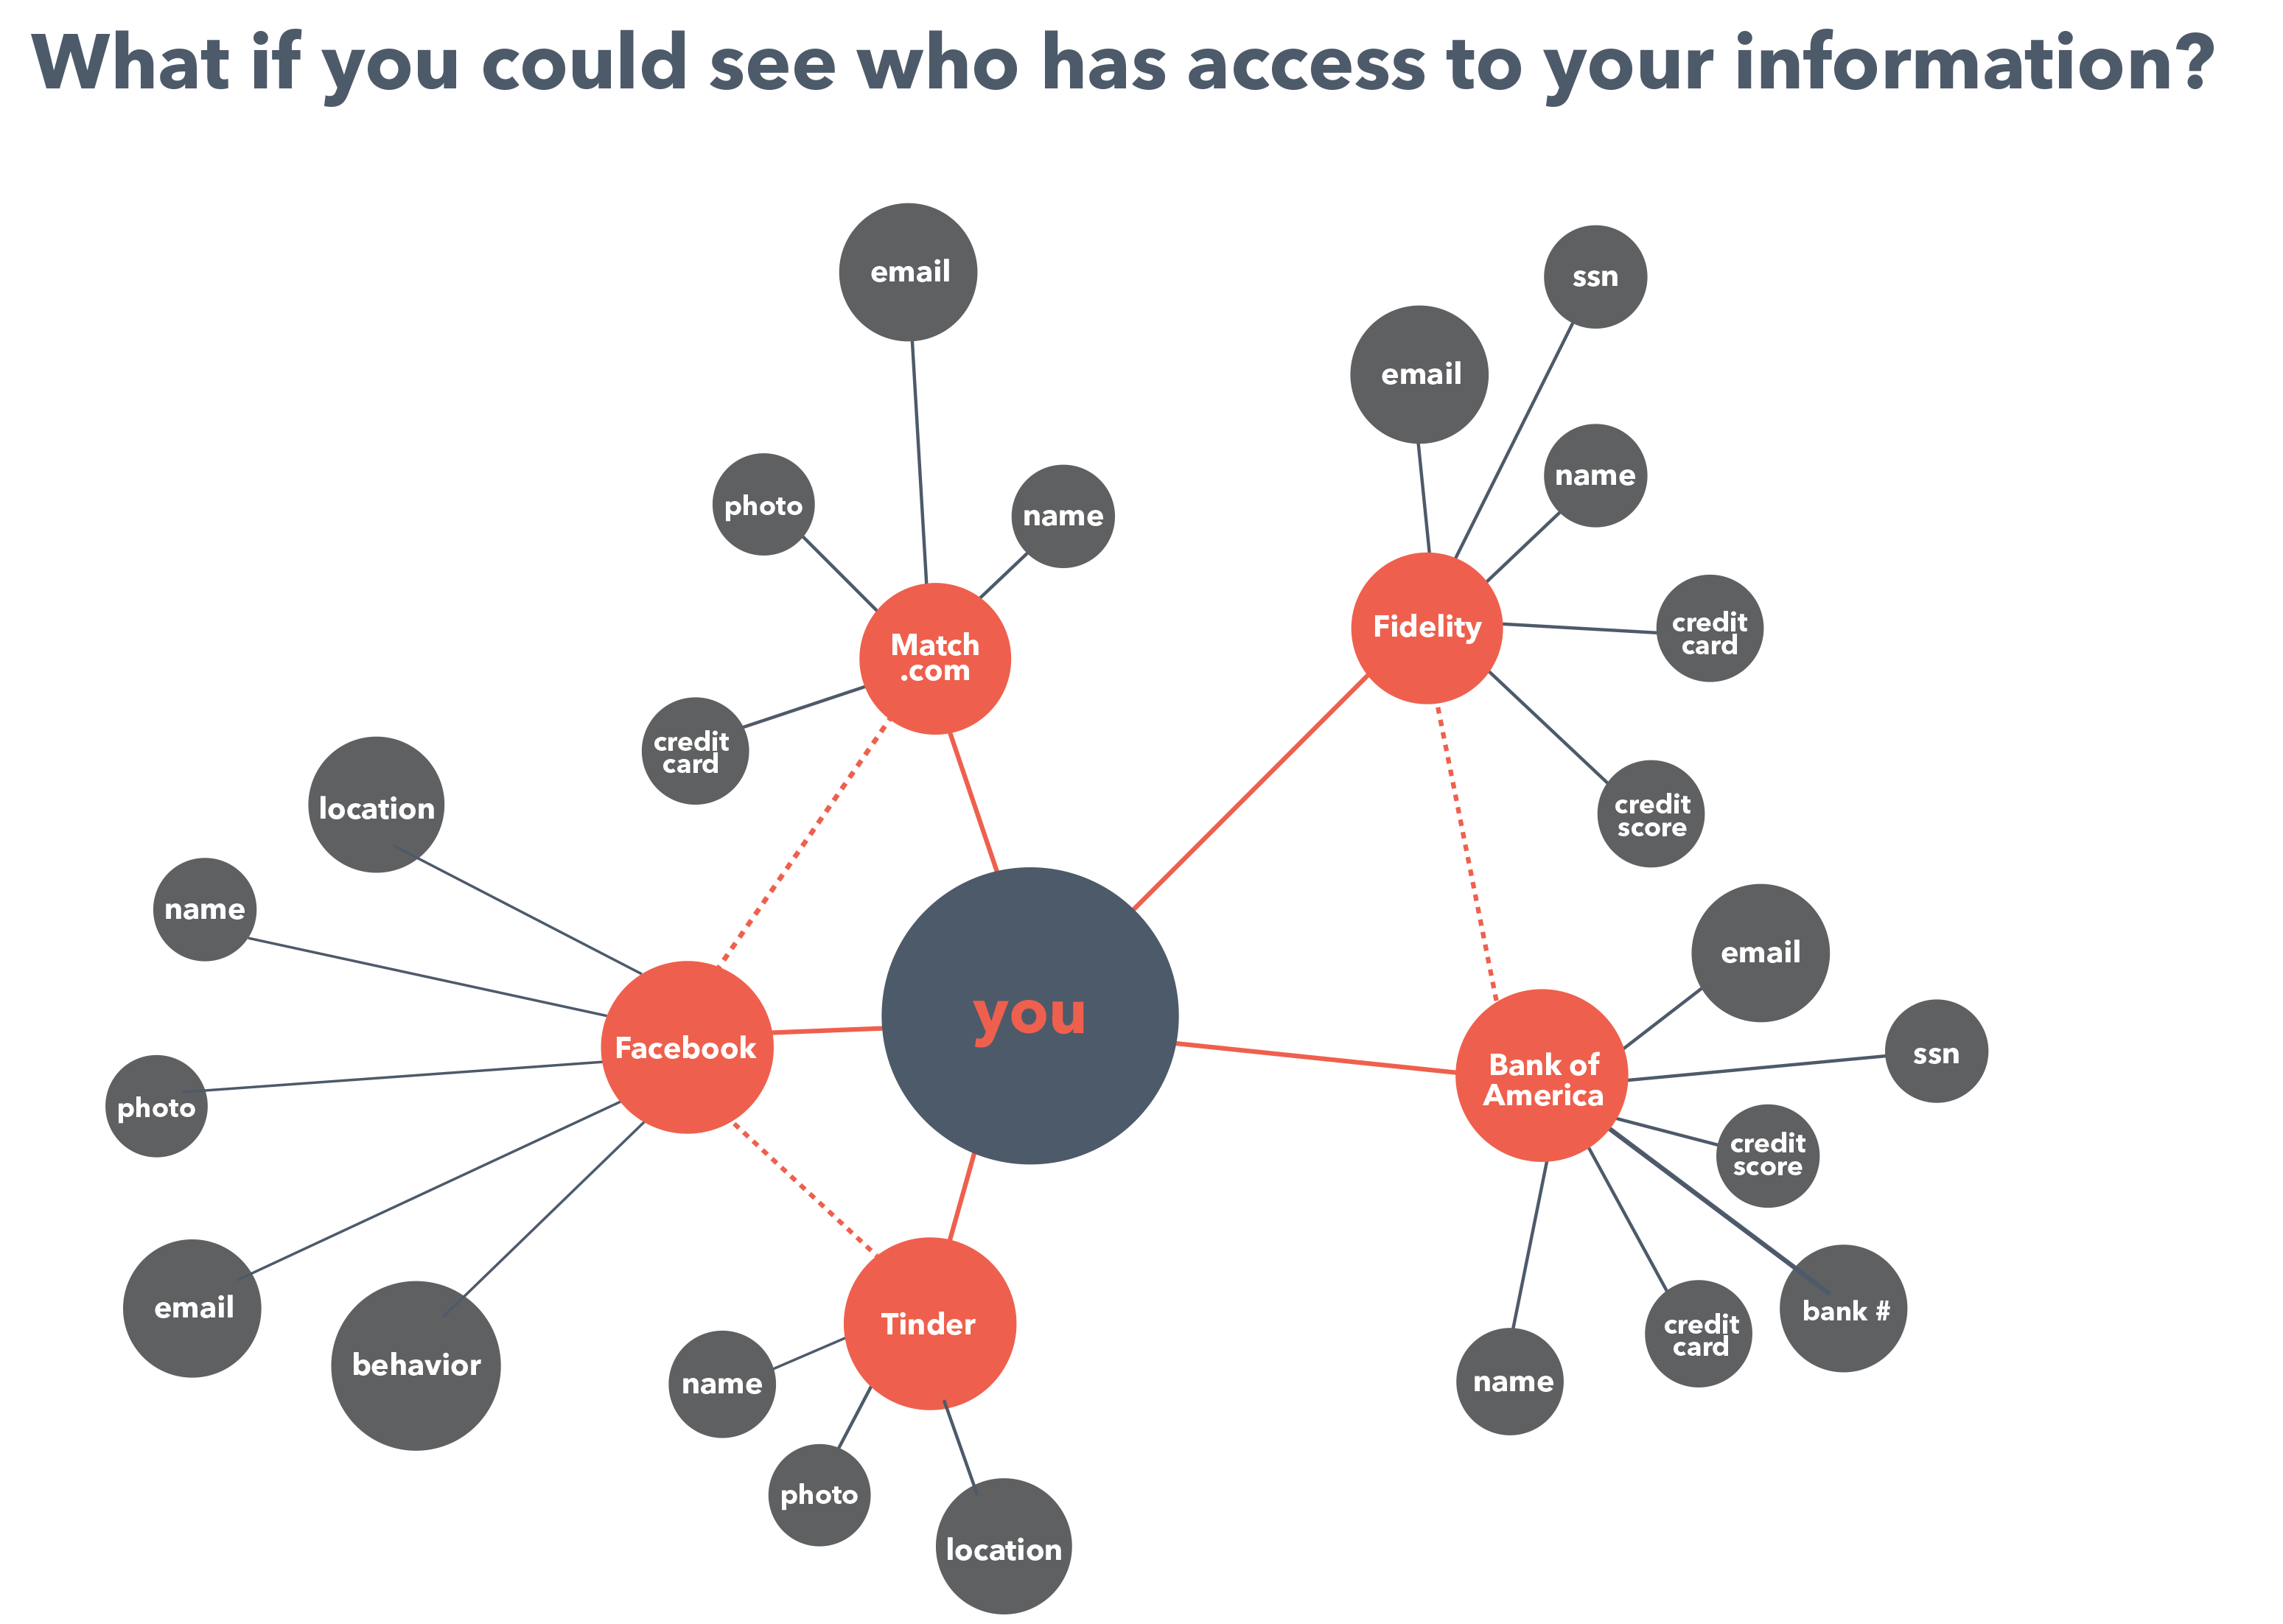 What if you could see who has access to your information?
email
ssn
email
name
photo
name
credit
card
Fidelity
Match
.com
credit
card
location
credit
score
name
email
you
Facebook
ssn
Bank of
America
photo
credit
score
email
bank #
Tinder
credit
card
behavior
name
name
photo
location